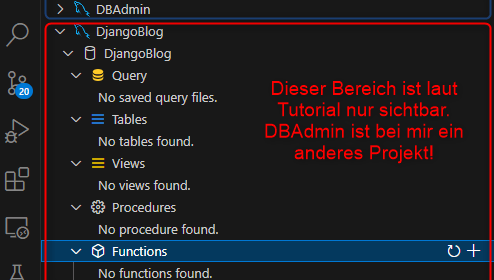 DBAdmin
DjangoBlog
DjangoBlog
Query
No saved query files.
Tables
No tables found.
Views
No views found.
Procedures
No procedure found.
Functions
No functions found.
20
Dieser Bereich ist laut
Tutorial nur sichtbar.
DBAdmin ist bei mir ein
anderes Projekt!